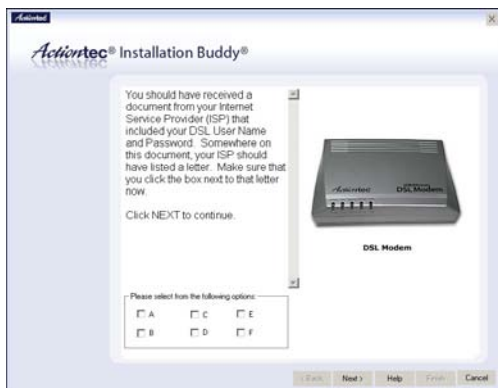 Actiontec
X
Actiontec® Installation Buddy®
You should have received a
document from your Internet
Service Provider (ISP) that
included your DSL User Name
and Password. Somewhere on
this document, your ISP should
have listed a letter. Make sure that
you click the box next to that letter
now.
Click NEXT to continue.
Actiontec
DSL Modem
DSL Modem
Please select from the following options:
A C E
B D F
< Back Next > Help Finish Cancel